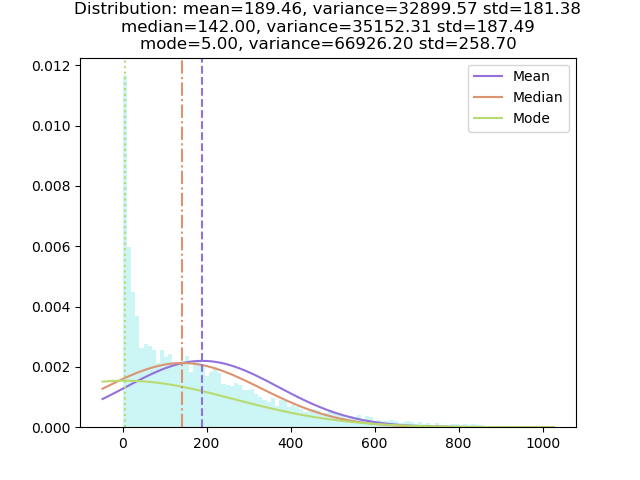 Distribution: mean=189.46, variance=32899.57 std=181.38
median=142.00, variance=35152.31 std=187.49
mode=5.00, variance=66926.20 std=258.70
0.012
0.010
0.008
0.006
0.004
0.002
0.000
0
200
400
600
800
1000
Mean
Median
Mode